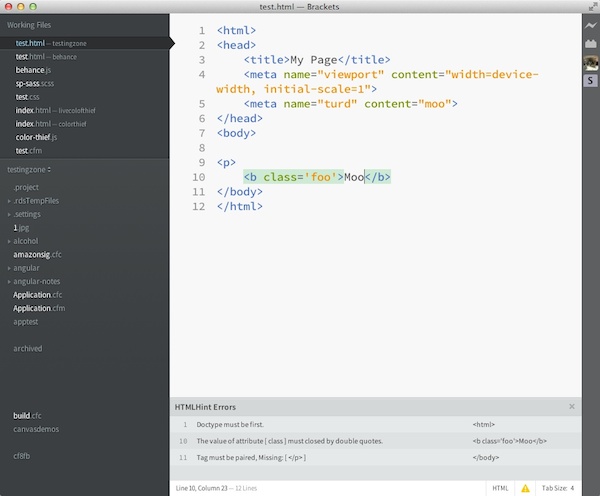 test.html — Brackets
Working Files
test.html — testingzone
test.html — behance
behance.js
sp-sass.scss
test.css
index.html — livecolofthief
index.html — colorthief
color-thief.js
test.cfm
testingzone
.project
.rdsTempFiles
.settings
1.jpg
alcohol
amazonsig.cfc
angular
angular-notes
Application.cfc
Application.cfm
apptest
archived
build.cfc
canvasdemos
cf8fb
1 <html>
2 <head>
3 <title>My Page</title>
4 <meta name="viewport" content="width=device-
width, initial-scale=1">
5 <meta name="turd" content="moo">
6 </head>
7 <body>
8
9 <p>
10 <b class='foo'>Moo</b>
11 </body>
12 </html>
S
HTMLHint Errors
1 Doctype must be first. <html>
10 The value of attribute [ class ] must closed by double quotes. <b class='foo'>Moo</b>
11 Tag must be paired, Missing: [ </p> ] </body>
Line 10, Column 23 — 12 Lines HTML Tab Size: 4